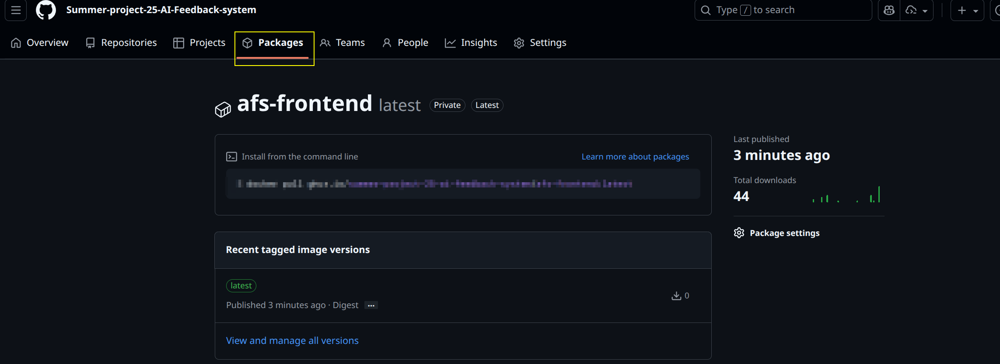 Summer-project-25-AI-Feedback-system
Type / to search
Overview Repositories Projects Packages Teams People Insights Settings
afs-frontend latest Private Latest
Install from the command line Learn more about packages
Recent tagged image versions
latest
Published 3 minutes ago · Digest ...
0
View and manage all versions
Last published
3 minutes ago
Total downloads
44
Package settings